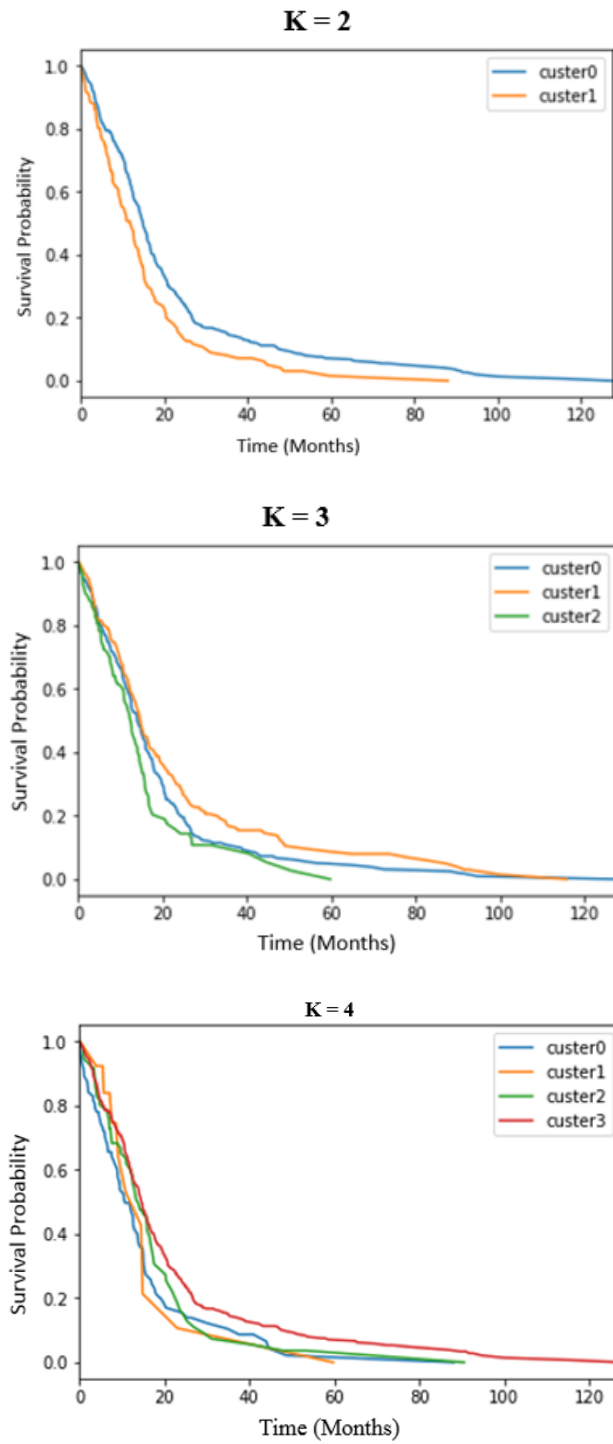 K = 2
1.0
0.8
0.6
0.4
0.2
0.0
Survival Probability
custer0
custer1
0 20 40 60 80 100 120
Time (Months)
K = 3
1.0
0.8
0.6
0.4
0.2
0.0
Survival Probability
custer0
custer1
custer2
0 20 40 60 80 100 120
Time (Months)
K = 4
1.0
0.8
0.6
0.4
0.2
0.0
Survival Probability
custer0
custer1
custer2
custer3
0 20 40 60 80 100 120
Time (Months)